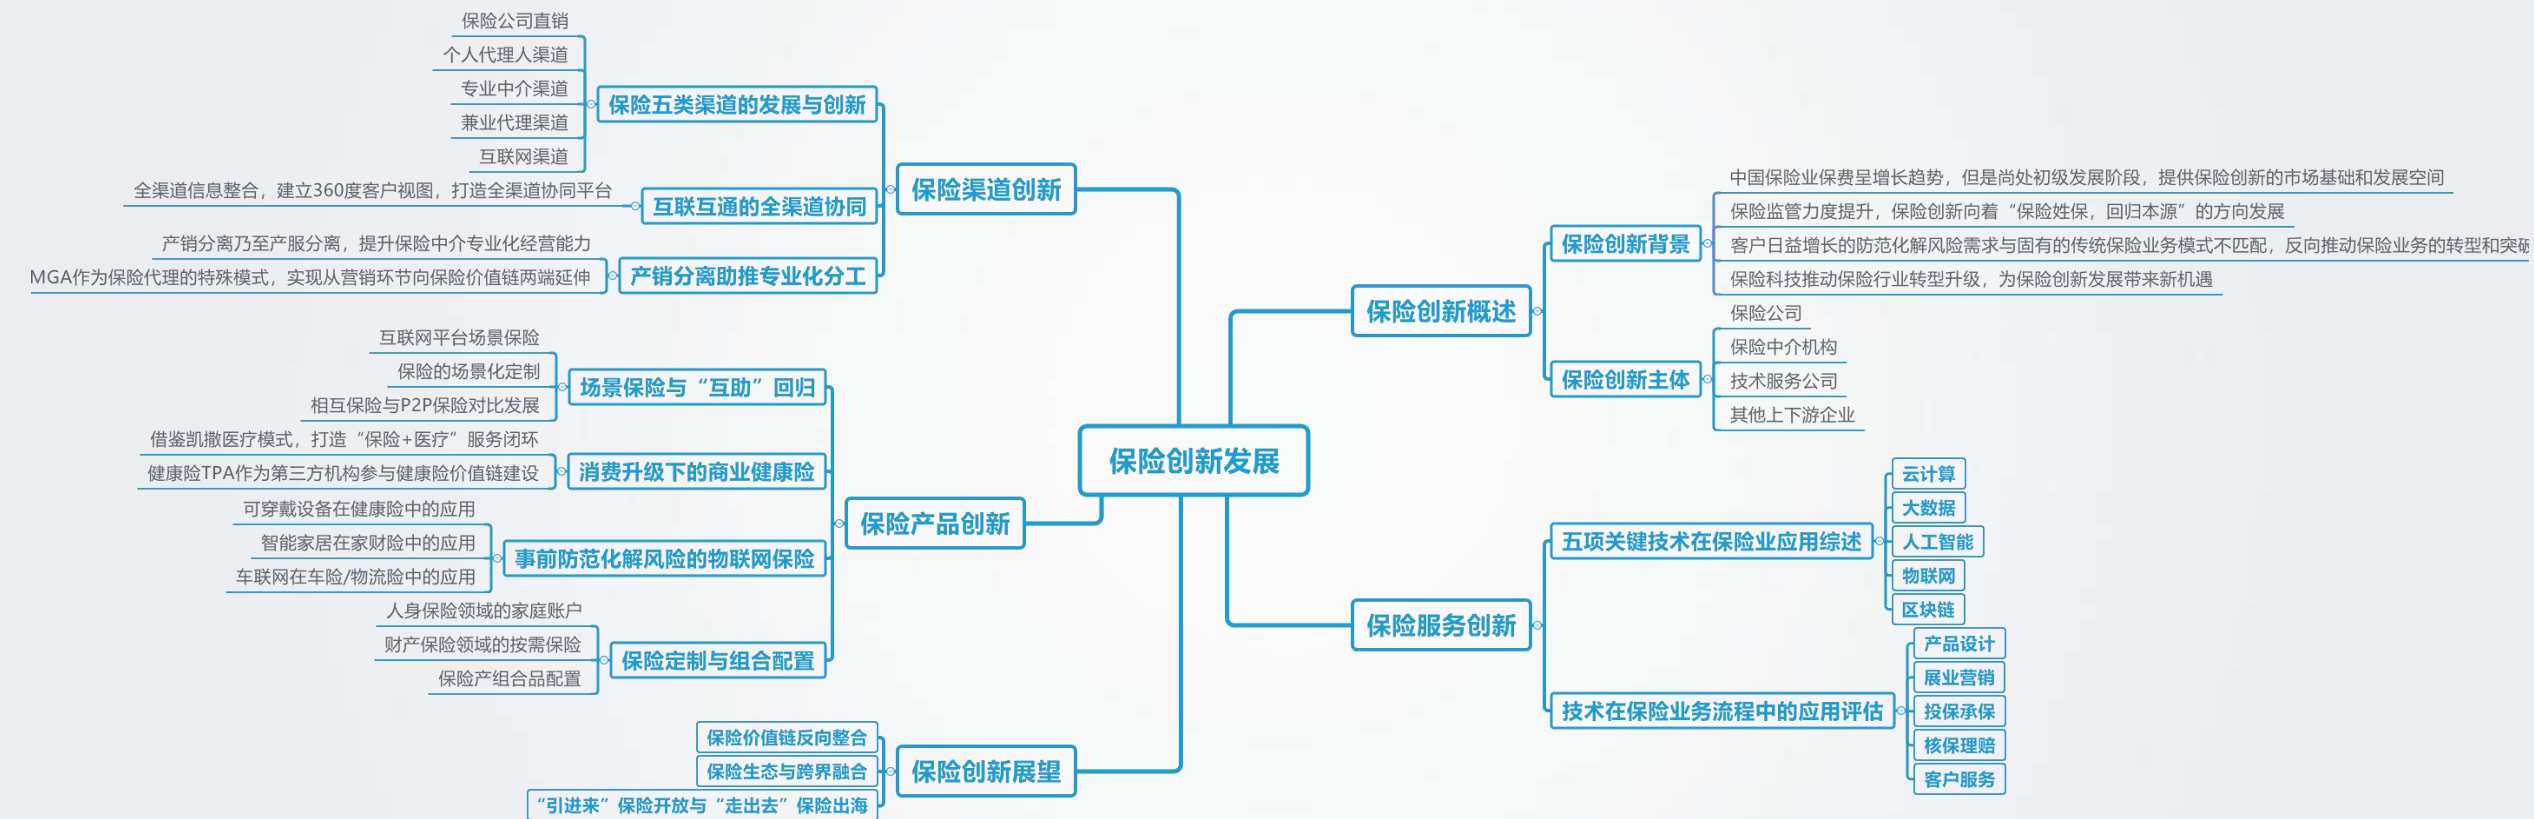 保险创新发展
保险渠道创新
保险五类渠道的发展与创新
保险公司直销
个人代理人渠道
专业中介渠道
兼业代理渠道
互联网渠道
互联互通的全渠道协同
全渠道信息整合，建立360度客户视图，打造全渠道协同平台
产销分离助推专业化分工
产销分离乃至产服分离，提升保险中介专业化经营能力
MGA作为保险代理的特殊模式，实现从营销环节向保险价值链两端延伸
保险产品创新
场景保险与“互助”回归
互联网平台场景保险
保险的场景化定制
相互保险与P2P保险对比发展
消费升级下的商业健康险
借鉴凯撒医疗模式，打造“保险+医疗”服务闭环
健康险TPA作为第三方机构参与健康险价值链建设
事前防范化解风险的物联网保险
可穿戴设备在健康险中的应用
智能家居在家财险中的应用
车联网在车险/物流险中的应用
保险定制与组合配置
人身保险领域的家庭账户
财产保险领域的按需保险
保险产组合品配置
保险创新展望
保险价值链反向整合
保险生态与跨界融合
“引进来”保险开放与“走出去”保险出海
保险创新概述
保险创新背景
中国保险业保费呈增长趋势，但是尚处初级发展阶段，提供保险创新的市场基础和发展空间
保险监管力度提升，保险创新向着“保险姓保，回归本源”的方向发展
客户日益增长的防范化解风险需求与固有的传统保险业务模式不匹配，反向推动保险业务的转型和突破
保险科技推动保险行业转型升级，为保险创新发展带来新机遇
保险创新主体
保险公司
保险中介机构
技术服务公司
其他上下游企业
保险服务创新
五项关键技术在保险业应用综述
云计算
大数据
人工智能
物联网
区块链
技术在保险业务流程中的应用评估
产品设计
展业营销
投保承保
核保理赔
客户服务